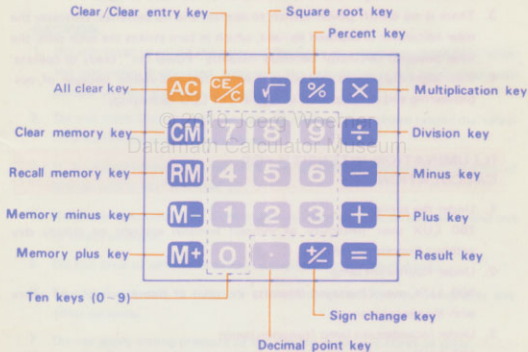 Clear/Clear entry key
Square root key
Percent key
All clear key
AC CE/C √ % ×
Multiplication key
Clear memory key
CM 7 8 9 ÷
Division key
Recall memory key
RM 4 5 6 −
Minus key
Memory minus key
M− 1 2 3 +
Plus key
Memory plus key
M+ 0 · +/− =
Result key
Ten keys (0~9)
Sign change key
Decimal point key
Datamath Calculator Museum